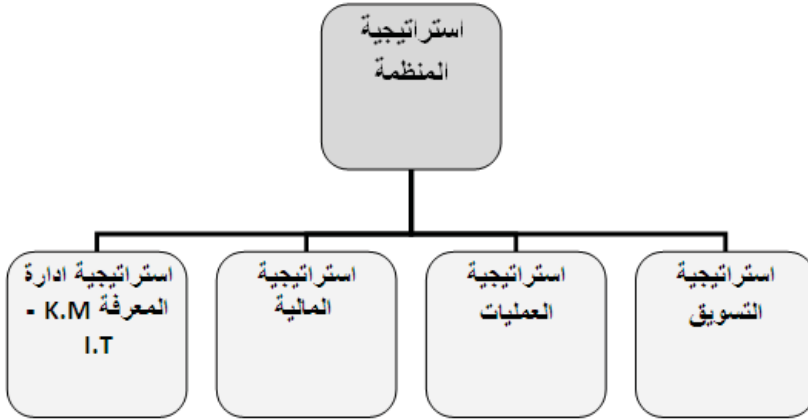 استراتيجية
المنظمة
استراتيجية
التسويق
استراتيجية
العمليات
استراتيجية
المالية
استراتيجية ادارة
المعرفة K.M -
I.T